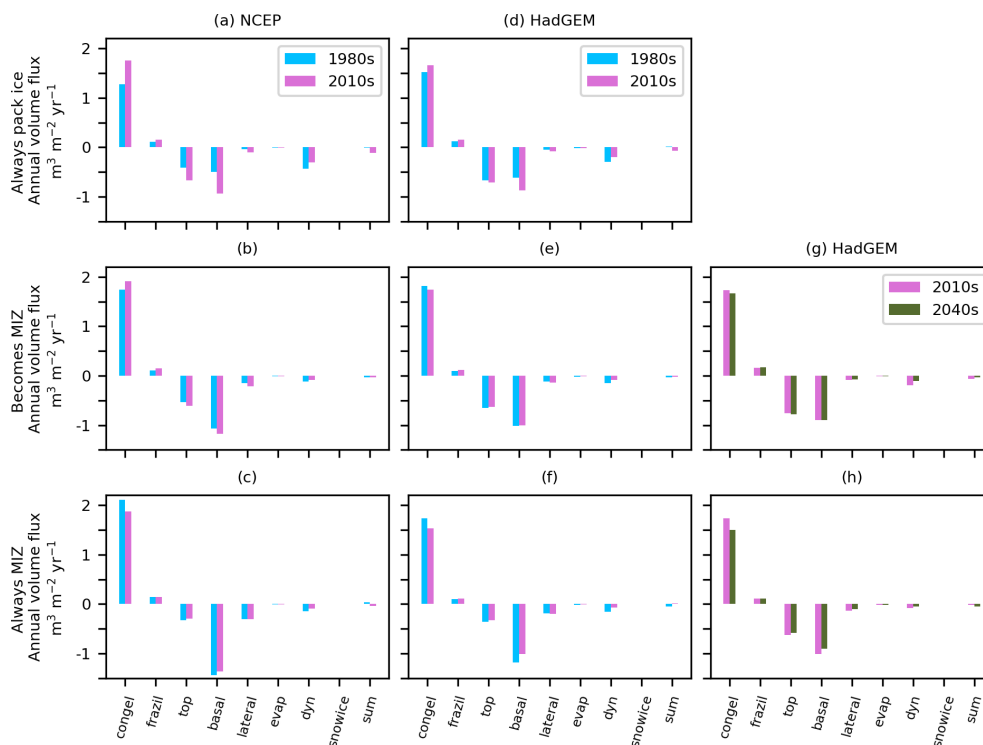 (a) NCEP
(d) HadGEM
Always pack ice
Annual volume flux
m³ m⁻² yr⁻¹
2
1
0
-1
1980s
2010s
1980s
2010s
(b)
(e)
(g) HadGEM
Becomes MIZ
Annual volume flux
m³ m⁻² yr⁻¹
2
1
0
-1
2010s
2040s
(c)
(f)
(h)
Always MIZ
Annual volume flux
m³ m⁻² yr⁻¹
2
1
0
-1
congel
frazil
top
basal
lateral
evap
dyn
snowice
sum
congel
frazil
top
basal
lateral
evap
dyn
snowice
sum
congel
frazil
top
basal
lateral
evap
dyn
snowice
sum